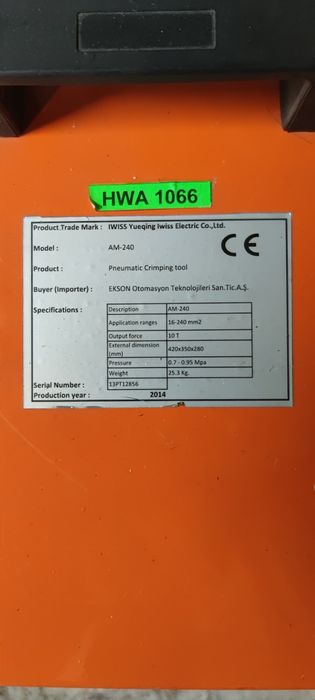 HWA 1066
Product Trade Mark : IWISS Yueqing Iwiss Electric Co.,Ltd.
Model : AM-240
CE
Product : Pneumatic Crimping tool
Buyer (Importer) : EKSON Otomasyon Teknolojileri San.Tic.A.Ş.
Specifications :
Description AM-240
Application ranges 16-240 mm2
Output force 10 T
External dimension (mm) 420x350x280
Pressure 0.7 - 0.95 Mpa
Weight 25.3 Kg.
Serial Number : 13PT12856
Production year : 2014